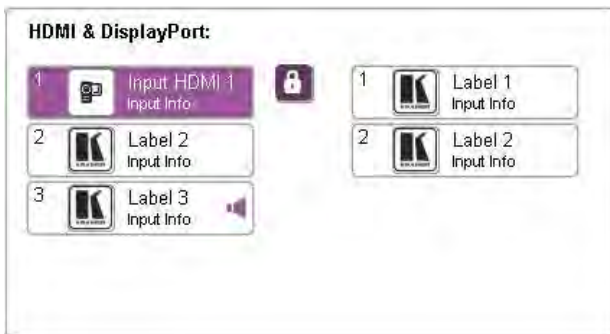 HDMI & DisplayPort:
1
Input HDMI 1
Input Info
2
Label 2
Input Info
3
Label 3
Input Info
1
Label 1
Input Info
2
Label 2
Input Info